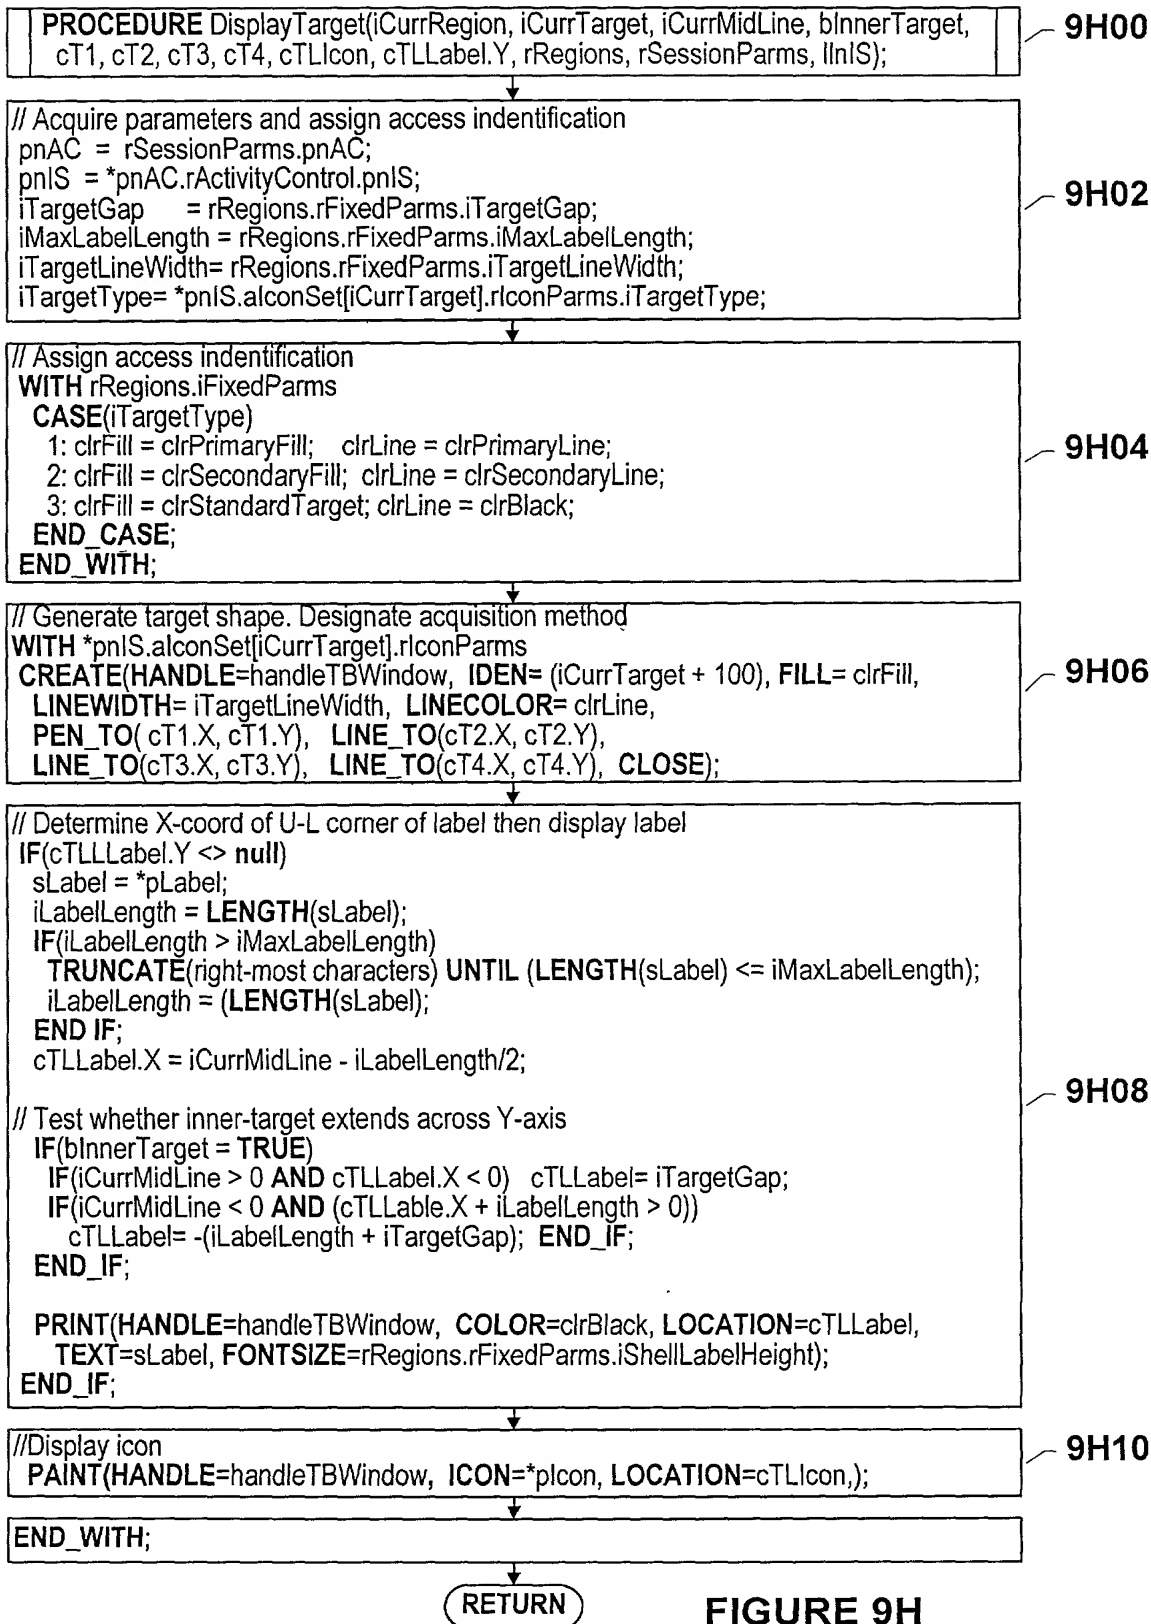 PROCEDURE DisplayTarget(iCurrRegion, iCurrTarget, iCurrMidLine, bInnerTarget,
cT1, cT2, cT3, cT4, cTLIcon, cTLLabel.Y, rRegions, rSessionParms, lInIS);
9H00
// Acquire parameters and assign access indentification
pnAC = rSessionParms.pnAC;
pnIS = *pnAC.rActivityControl.pnIS;
iTargetGap = rRegions.rFixedParms.iTargetGap;
iMaxLabelLength = rRegions.rFixedParms.iMaxLabelLength;
iTargetLineWidth= rRegions.rFixedParms.iTargetLineWidth;
iTargetType= *pnIS.aIconSet[iCurrTarget].rIconParms.iTargetType;
9H02
// Assign access indentification
WITH rRegions.iFixedParms
CASE(iTargetType)
1: clrFill = clrPrimaryFill; clrLine = clrPrimaryLine;
2: clrFill = clrSecondaryFill; clrLine = clrSecondaryLine;
3: clrFill = clrStandardTarget; clrLine = clrBlack;
END_CASE;
END_WITH;
9H04
// Generate target shape. Designate acquisition method
WITH *pnIS.aIconSet[iCurrTarget].rIconParms
CREATE(HANDLE=handleTBWindow, IDEN= (iCurrTarget + 100), FILL= clrFill,
LINEWIDTH= iTargetLineWidth, LINECOLOR= clrLine,
PEN_TO( cT1.X, cT1.Y), LINE_TO(cT2.X, cT2.Y),
LINE_TO(cT3.X, cT3.Y), LINE_TO(cT4.X, cT4.Y), CLOSE);
9H06
// Determine X-coord of U-L corner of label then display label
IF(cTLLLabel.Y <> null)
sLabel = *pLabel;
iLabelLength = LENGTH(sLabel);
IF(iLabelLength > iMaxLabelLength)
TRUNCATE(right-most characters) UNTIL (LENGTH(sLabel) <= iMaxLabelLength);
iLabelLength = (LENGTH(sLabel);
END IF;
cTLLabel.X = iCurrMidLine - iLabelLength/2;
// Test whether inner-target extends across Y-axis
IF(bInnerTarget = TRUE)
IF(iCurrMidLine > 0 AND cTLLabel.X < 0) cTLLabel= iTargetGap;
IF(iCurrMidLine < 0 AND (cTLLable.X + iLabelLength > 0))
cTLLabel= -(iLabelLength + iTargetGap); END_IF;
END_IF;
PRINT(HANDLE=handleTBWindow, COLOR=clrBlack, LOCATION=cTLLabel,
TEXT=sLabel, FONTSIZE=rRegions.rFixedParms.iShellLabelHeight);
END_IF;
9H08
//Display icon
PAINT(HANDLE=handleTBWindow, ICON=*pIcon, LOCATION=cTLIcon,);
9H10
END_WITH;
RETURN
FIGURE 9H